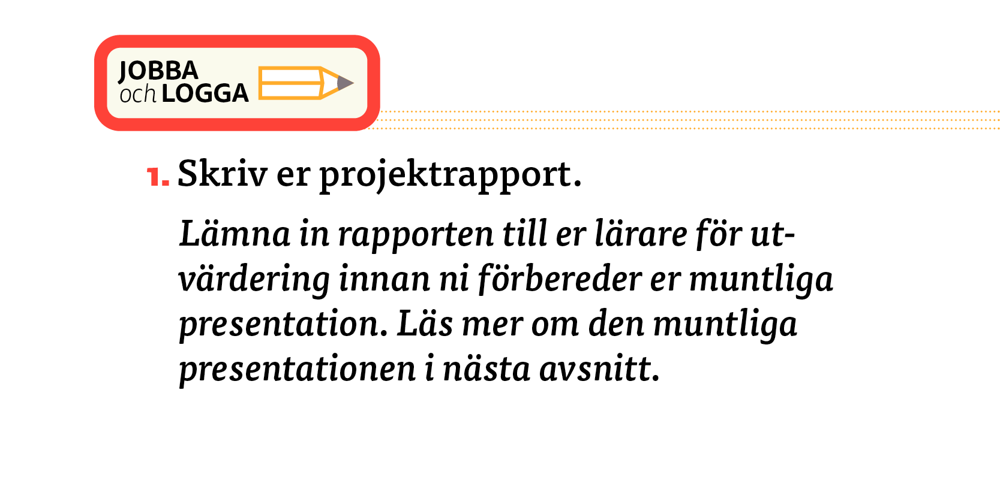 JOBBA
och LOGGA
1. Skriv er projektrapport.
Lämna in rapporten till er lärare för ut-
värdering innan ni förbereder er muntliga
presentation. Läs mer om den muntliga
presentationen i nästa avsnitt.